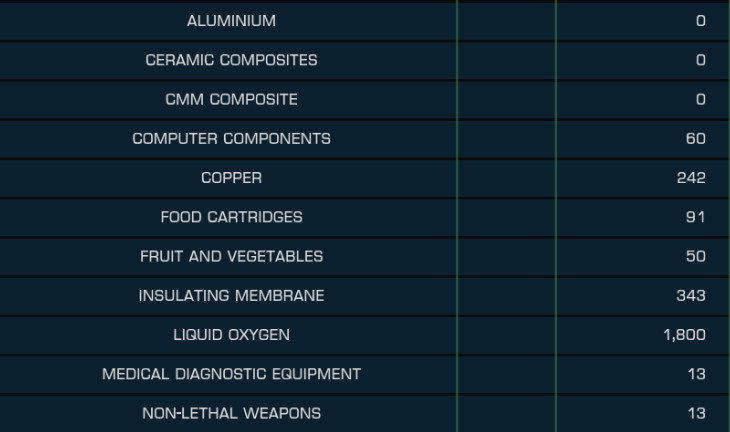 ALUMINIUM 0
CERAMIC COMPOSITES 0
CMM COMPOSITE 0
COMPUTER COMPONENTS 60
COPPER 242
FOOD CARTRIDGES 91
FRUIT AND VEGETABLES 50
INSULATING MEMBRANE 343
LIQUID OXYGEN 1,800
MEDICAL DIAGNOSTIC EQUIPMENT 13
NON-LETHAL WEAPONS 13